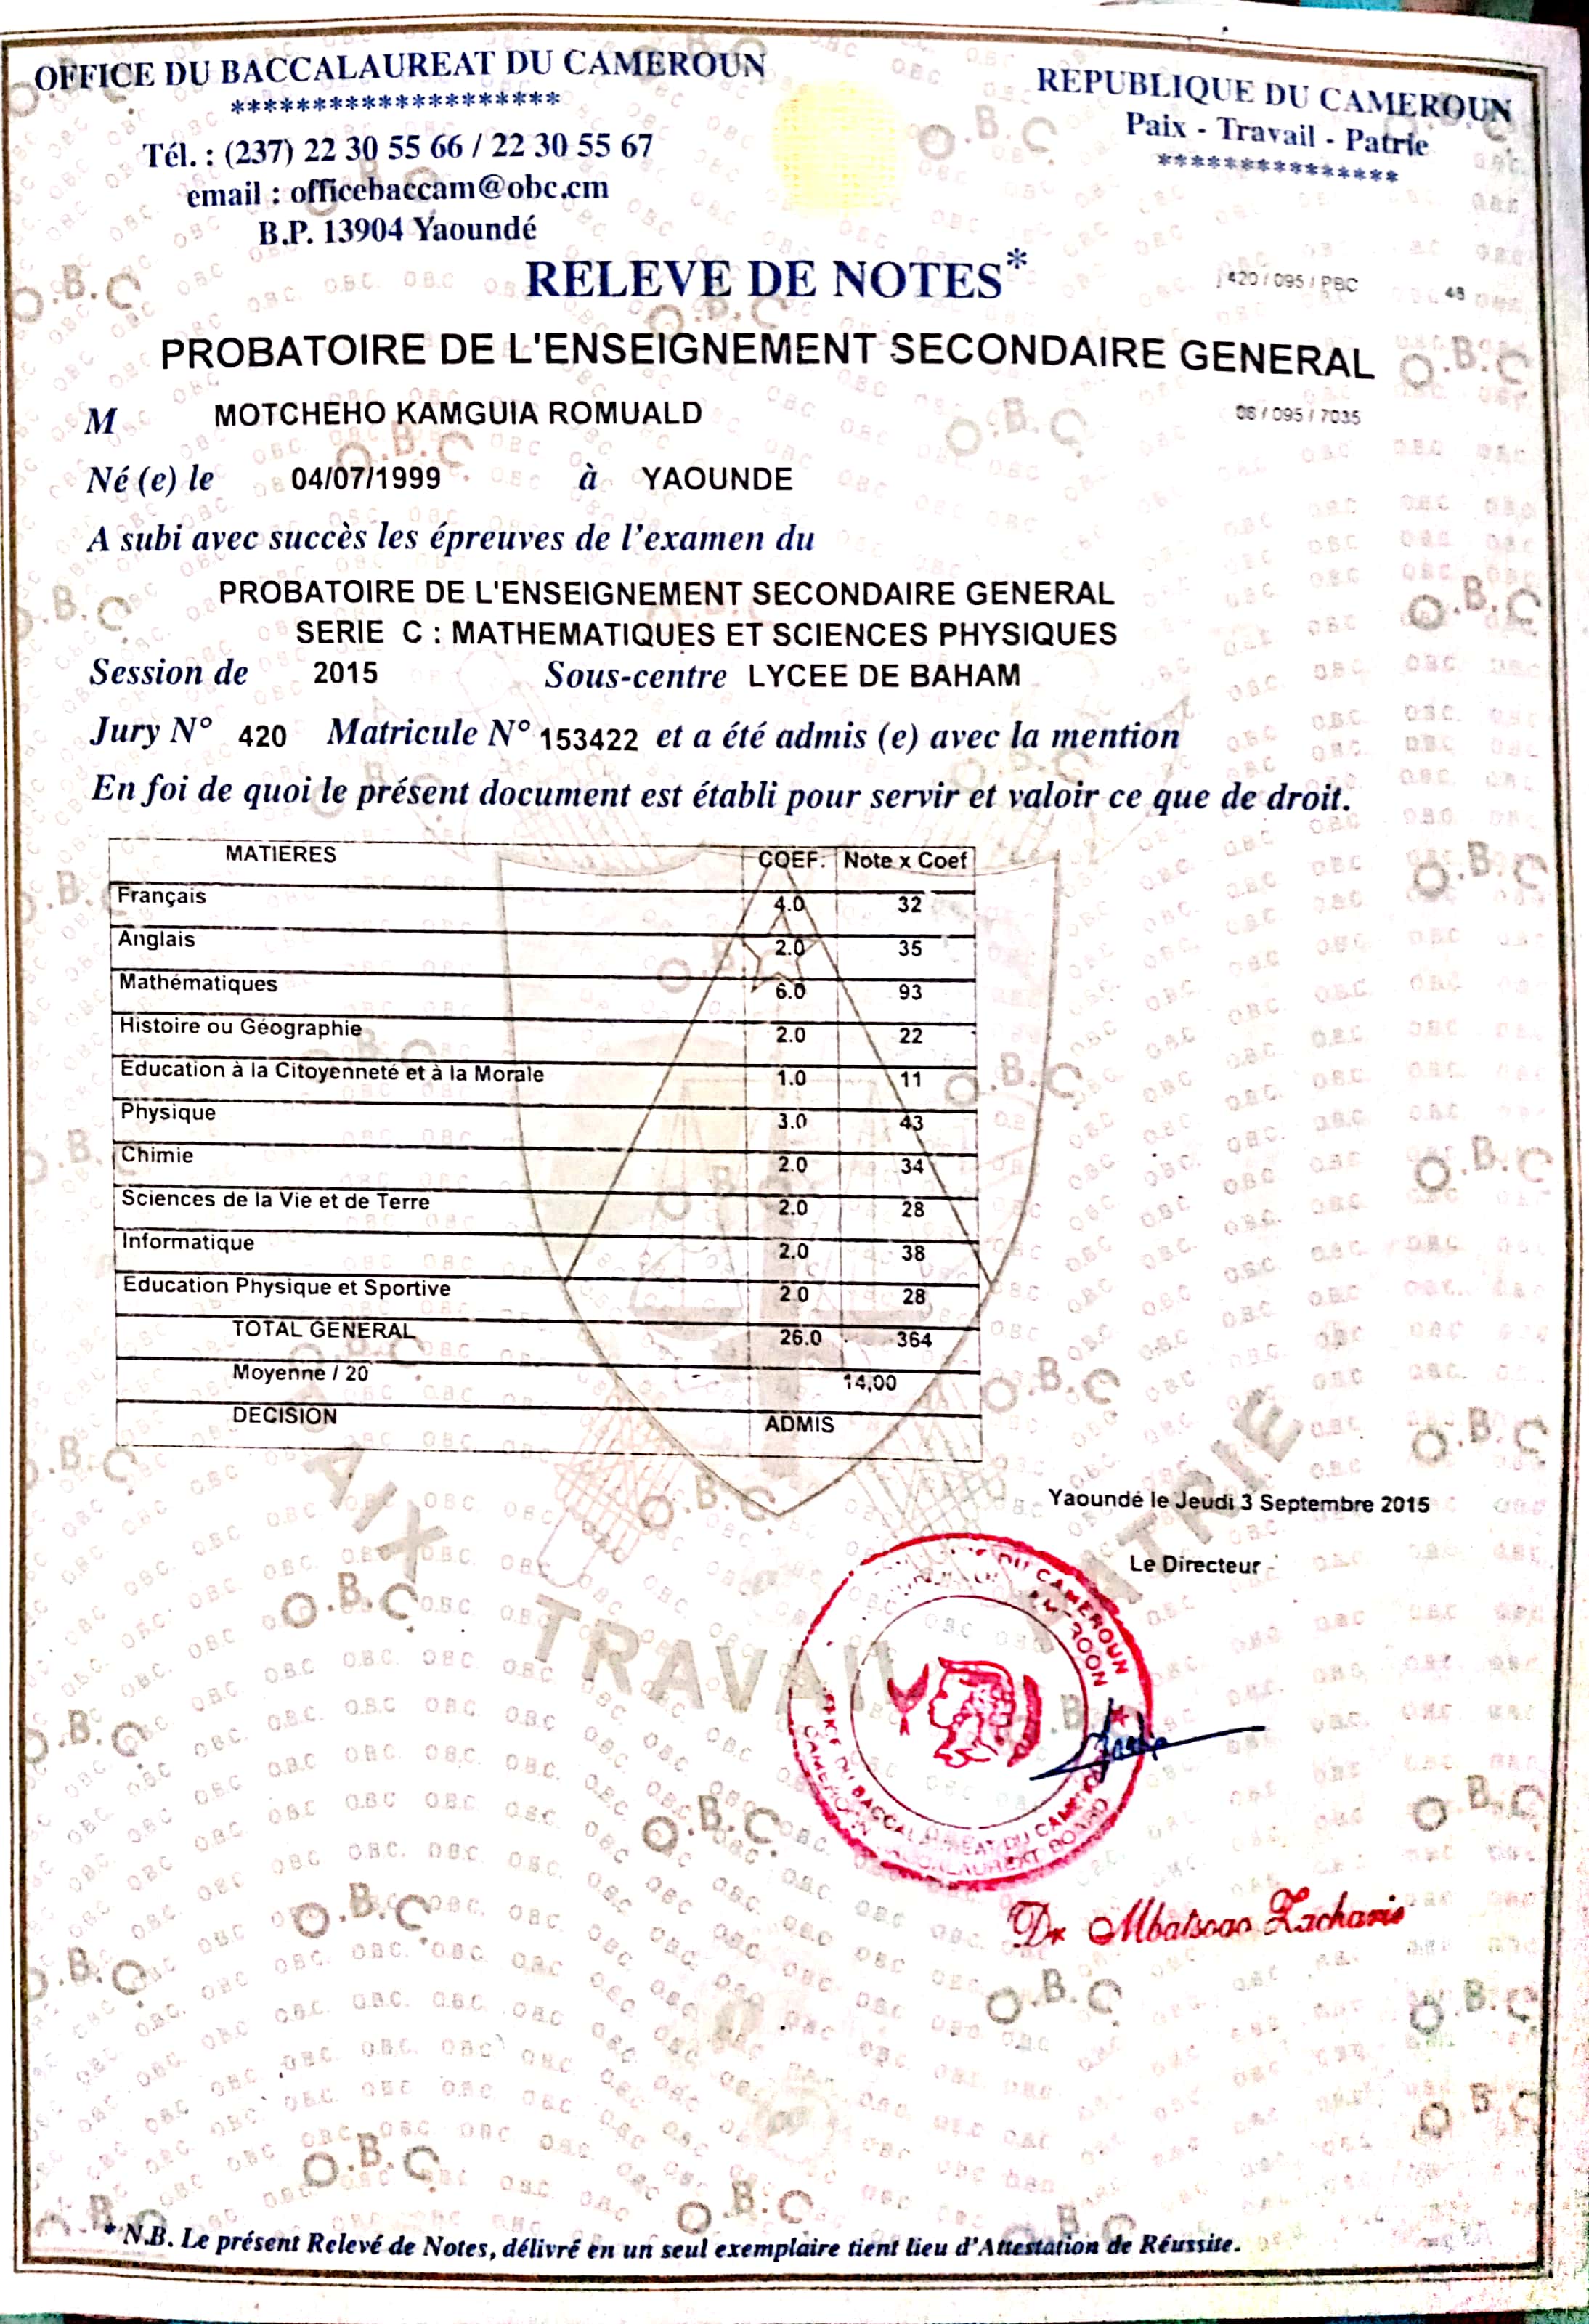 OFFICE DU BACCALAUREAT DU CAMEROUN
********************
Tél. : (237) 22 30 55 66 / 22 30 55 67
email : officebaccam@obc.cm
B.P. 13904 Yaoundé
REPUBLIQUE DU CAMEROUN
Paix - Travail - Patrie
***************
RELEVE DE NOTES*
420 / 095 / PBC 48
PROBATOIRE DE L'ENSEIGNEMENT SECONDAIRE GENERAL
M MOTCHEHO KAMGUIA ROMUALD 06 / 095 / 7035
Né (e) le 04/07/1999 à YAOUNDE
A subi avec succès les épreuves de l'examen du
PROBATOIRE DE L'ENSEIGNEMENT SECONDAIRE GENERAL
SERIE C : MATHEMATIQUES ET SCIENCES PHYSIQUES
Session de 2015 Sous-centre LYCEE DE BAHAM
Jury N° 420 Matricule N° 153422 et a été admis (e) avec la mention
En foi de quoi le présent document est établi pour servir et valoir ce que de droit.
MATIERES COEF. Note x Coef
Français 4.0 32
Anglais 2.0 35
Mathématiques 6.0 93
Histoire ou Géographie 2.0 22
Education à la Citoyenneté et à la Morale 1.0 11
Physique 3.0 43
Chimie 2.0 34
Sciences de la Vie et de Terre 2.0 28
Informatique 2.0 38
Education Physique et Sportive 2.0 28
TOTAL GENERAL 26.0 364
Moyenne / 20 14,00
DECISION ADMIS
Yaoundé le Jeudi 3 Septembre 2015
Le Directeur
PAIX TRAVAIL PATRIE
DU CAMEROUN
DU BACCALAUREAT DU
Dr Mbatsogo Zacharie
* N.B. Le présent Relevé de Notes, délivré en un seul exemplaire tient lieu d'Attestation de Réussite.